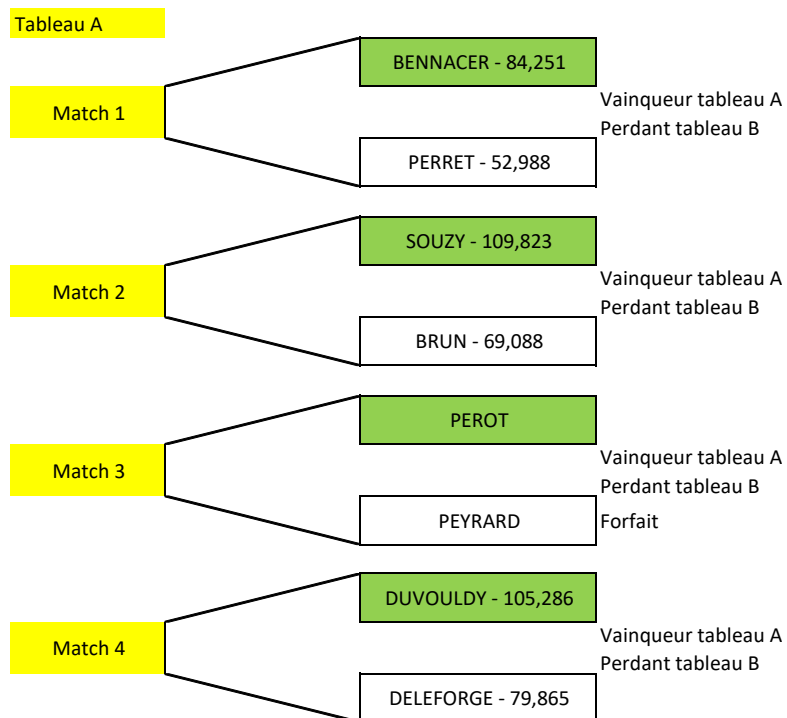 Tableau A
BENNACER - 84,251
Match 1
Vainqueur tableau A
Perdant tableau B
PERRET - 52,988
SOUZY - 109,823
Match 2
Vainqueur tableau A
Perdant tableau B
BRUN - 69,088
PEROT
Match 3
Vainqueur tableau A
Perdant tableau B
PEYRARD
Forfait
DUVOULDY - 105,286
Match 4
Vainqueur tableau A
Perdant tableau B
DELEFORGE - 79,865